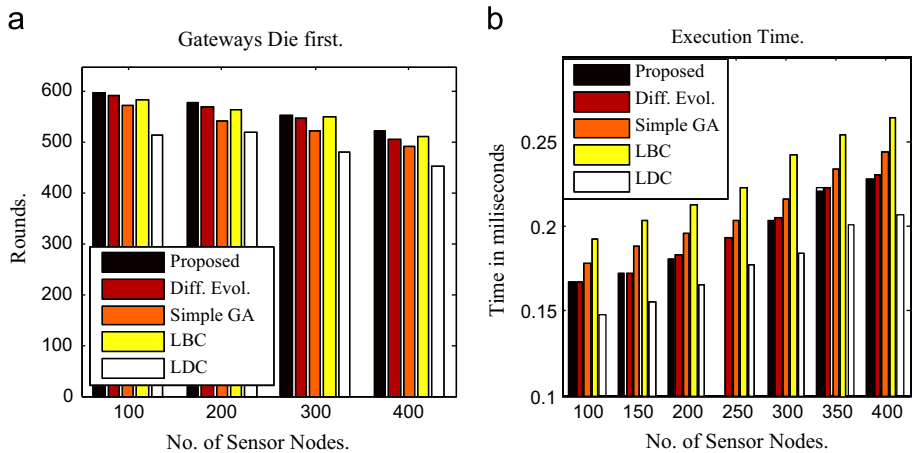 a
Gateways Die first.
Rounds.
600
500
400
300
200
100
0
Proposed
Diff. Evol.
Simple GA
LBC
LDC
100 200 300 400
No. of Sensor Nodes.
b
Execution Time.
Time in miliseconds
0.25
0.2
0.15
0.1
Proposed
Diff. Evol.
Simple GA
LBC
LDC
100 150 200 250 300 350 400
No. of Sensor Nodes.